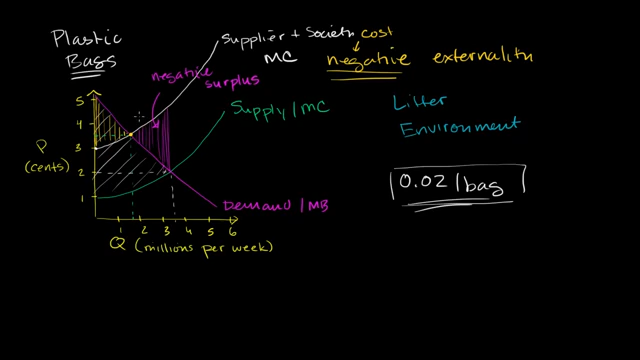 Plastic
Bags
Supplier + Society cost
MC
negative externality
negative
surplus
Litter
Environment
Supply/MC
0.02/bag
Demand/MB
P
(cents)
5
4
3
2
1
1 2 3 4 5 6
Q (millions per week)